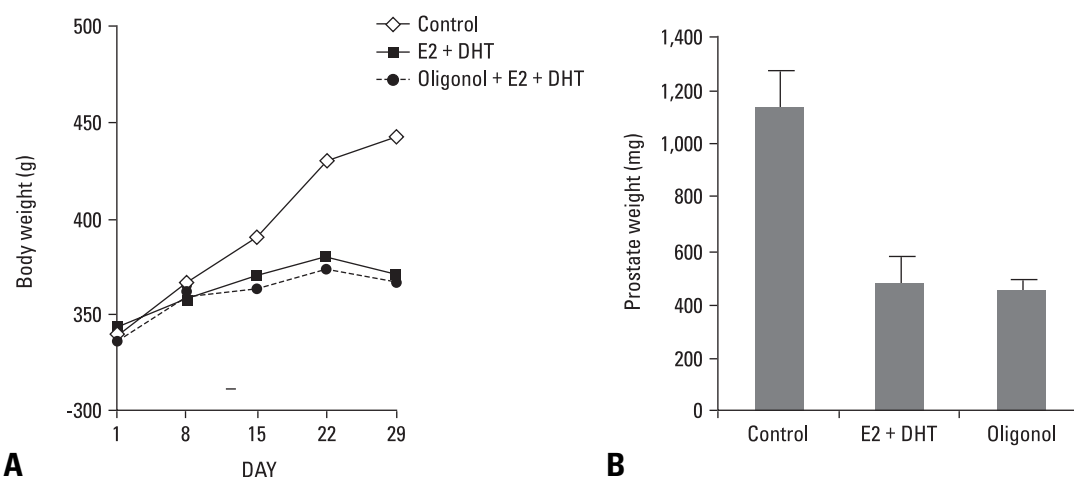 500
450
400
350
-300
Body weight (g)
1 8 15 22 29
DAY
Control
E2 + DHT
Oligonol + E2 + DHT
A
1,400
1,200
1,000
800
600
400
200
0
Prostate weight (mg)
Control E2 + DHT Oligonol
B